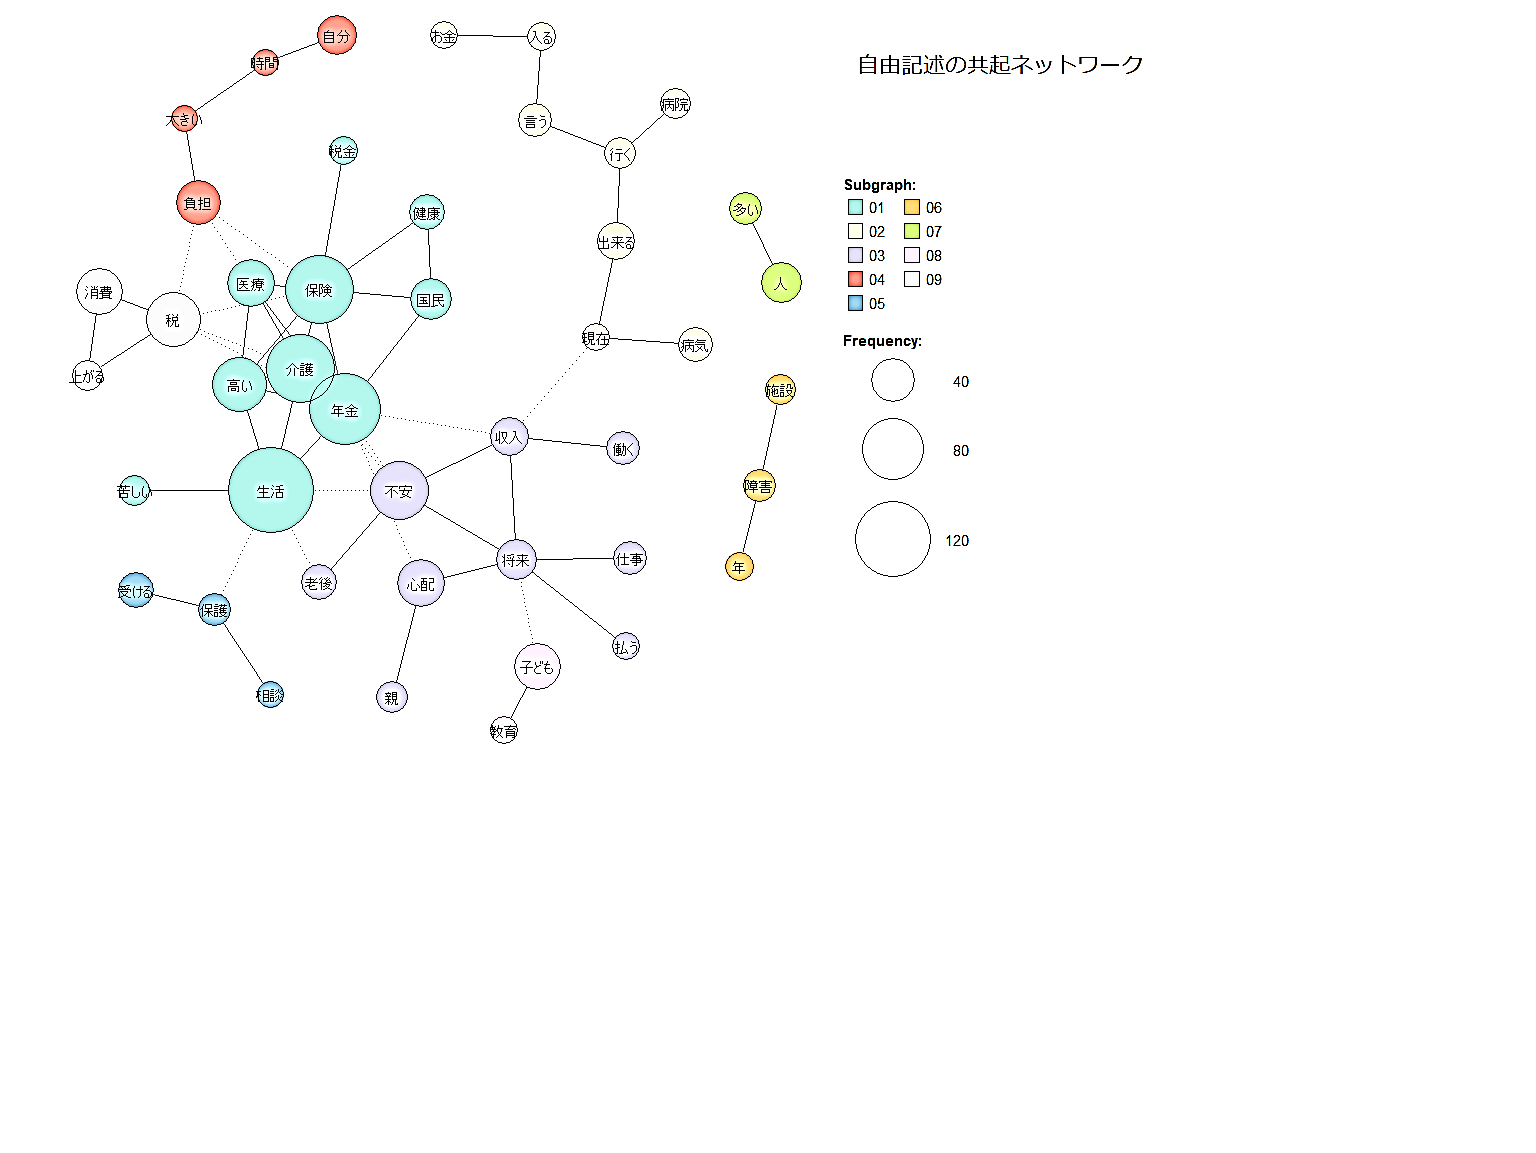 自由記述の共起ネットワーク
自分
お金
入る
時間
病院
大きい
言う
税金
行く
負担
健康
多い
出来る
医療
保険
国民
人
消費
税
現在
病気
上がる
高い
介護
年金
施設
収入
働く
苦しい
生活
不安
障害
将来
仕事
年
受ける
保護
老後
心配
払う
子ども
相談
親
教育
Subgraph:
01 06
02 07
03 08
04 09
05
Frequency:
40
80
120